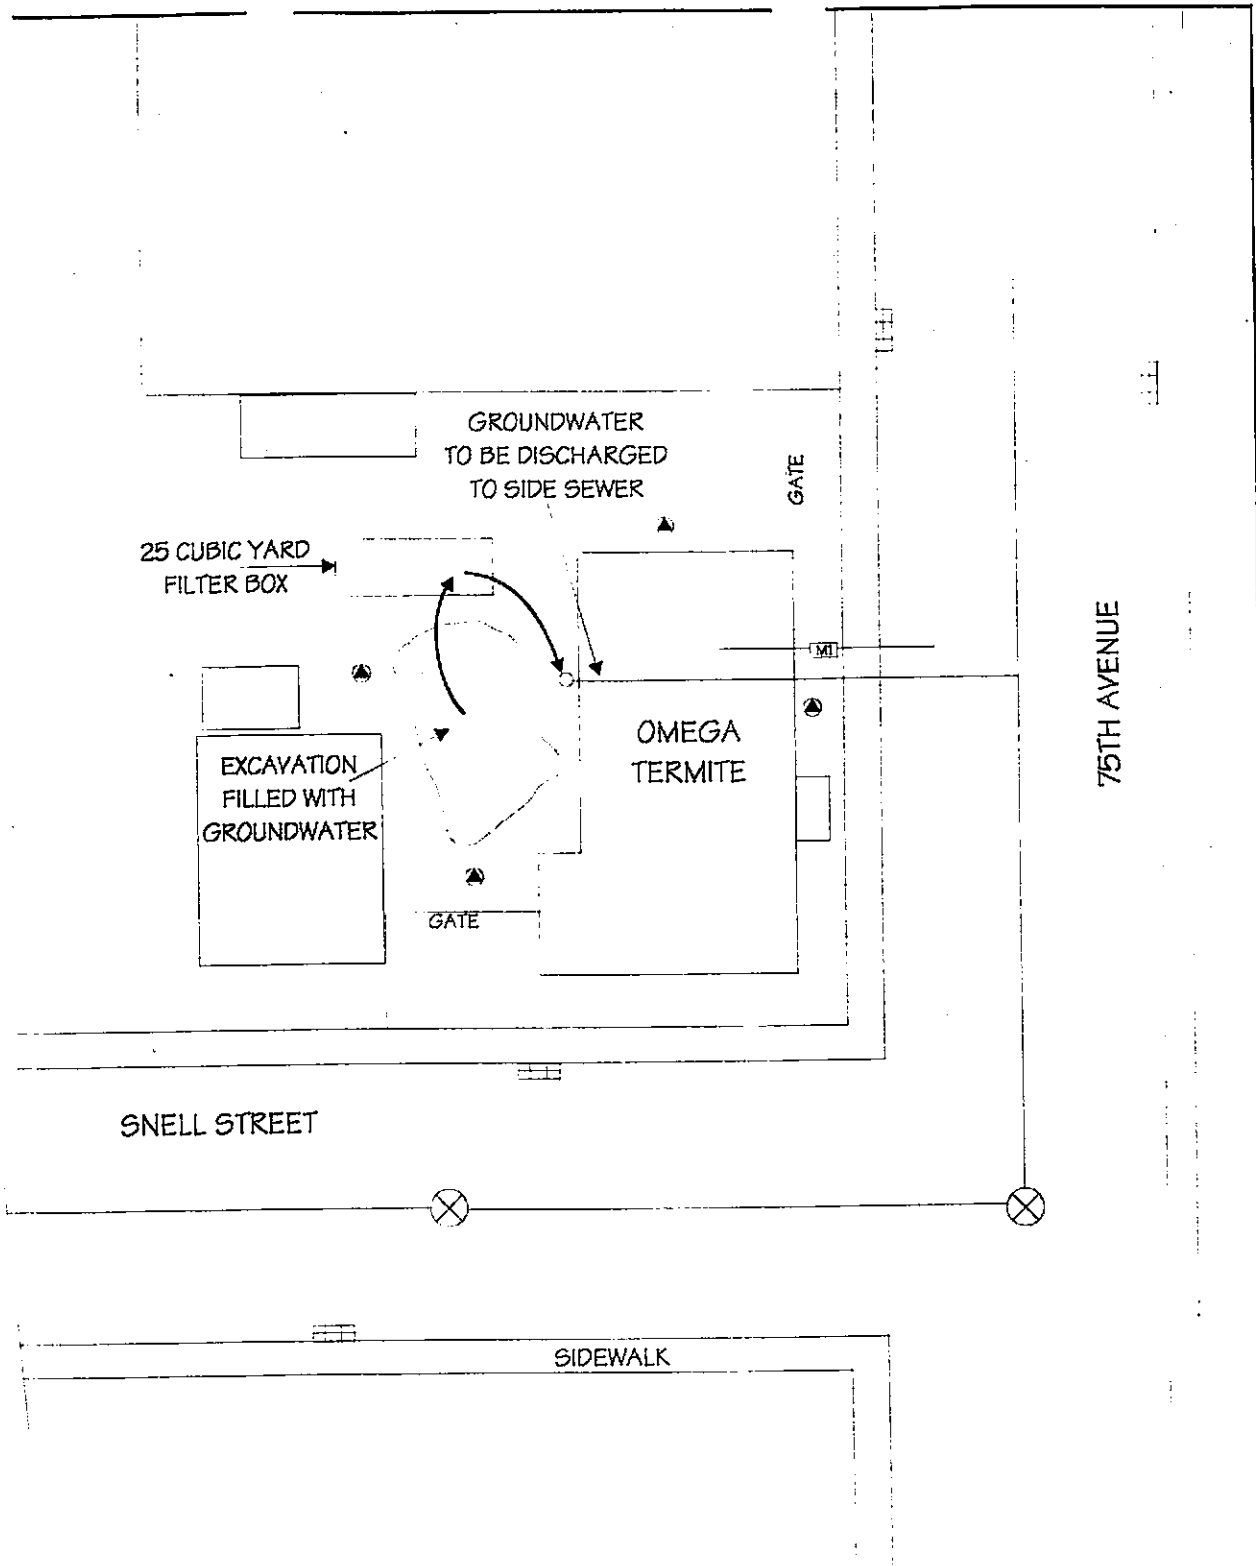 GROUNDWATER
TO BE DISCHARGED
TO SIDE SEWER
GATE
25 CUBIC YARD
FILTER BOX
M1
75TH AVENUE
OMEGA
TERMITE
EXCAVATION
FILLED WITH
GROUNDWATER
GATE
SNELL STREET
SIDEWALK